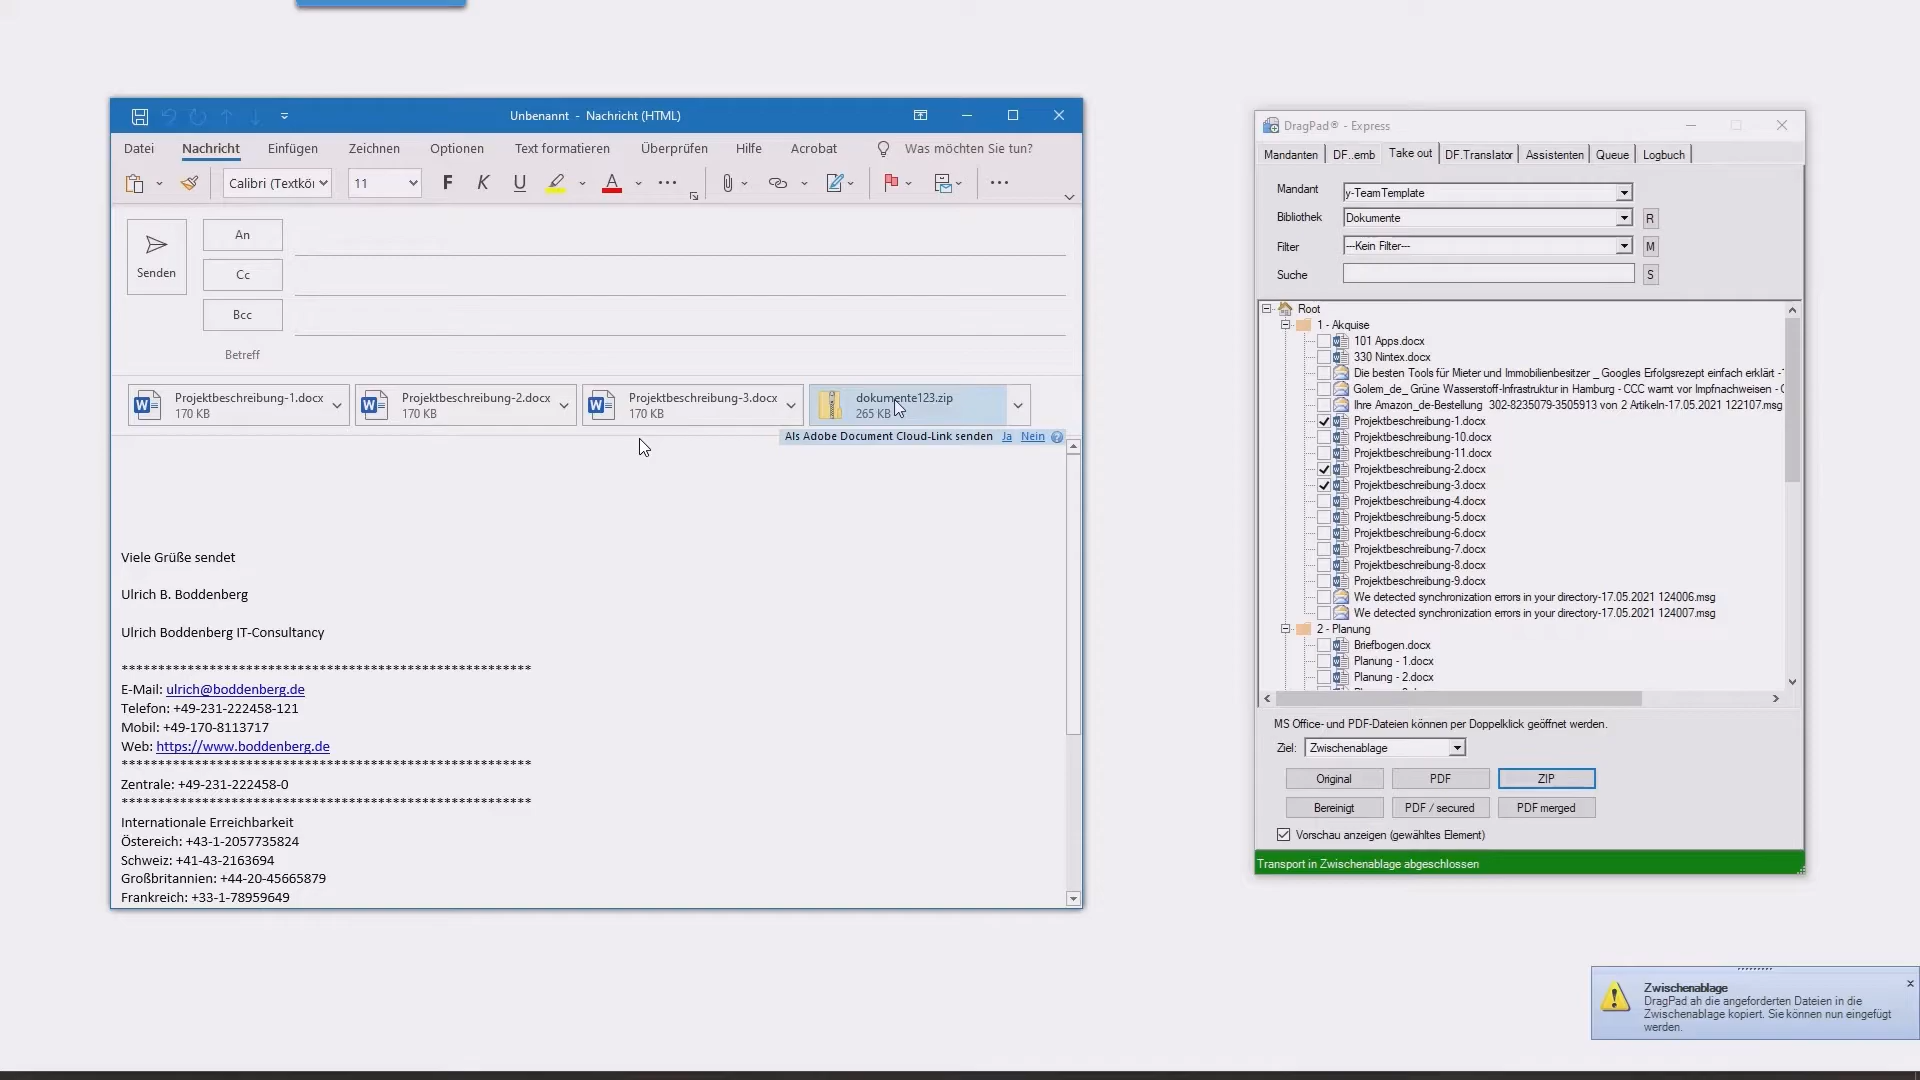 Unbenannt - Nachricht (HTML)
Datei Nachricht Einfügen Zeichnen Optionen Text formatieren Überprüfen Hilfe Acrobat Was möchten Sie tun?
Calibri (Textköı 11 F K U A
Senden
An
Cc
Bcc
Betreff
Projektbeschreibung-1.docx
170 KB
Projektbeschreibung-2.docx
170 KB
Projektbeschreibung-3.docx
170 KB
dokumente123.zip
265 KB
Als Adobe Document Cloud-Link senden Ja Nein ?
Viele Grüße sendet
Ulrich B. Boddenberg
Ulrich Boddenberg IT-Consultancy
********************************************************
E-Mail: ulrich@boddenberg.de
Telefon: +49-231-222458-121
Mobil: +49-170-8113717
Web: https://www.boddenberg.de
********************************************************
Zentrale: +49-231-222458-0
********************************************************
Internationale Erreichbarkeit
Östereich: +43-1-2057735824
Schweiz: +41-43-2163694
Großbritannien: +44-20-45665879
Frankreich: +33-1-78959649
DragPad® - Express
Mandanten DF..emb Take out DF.Translator Assistenten Queue Logbuch
Mandant y-TeamTemplate
Bibliothek Dokumente R
Filter ---Kein Filter--- M
Suche S
Root
1 - Akquise
101 Apps.docx
330 Nintex.docx
Die besten Tools für Mieter und Immobilienbesitzer _ Googles Erfolgsrezept einfach erklärt -
Golem_de_ Grüne Wasserstoff-Infrastruktur in Hamburg - CCC warnt vor Impfnachweisen - C
Ihre Amazon_de-Bestellung 302-8235079-3505913 von 2 Artikeln-17.05.2021 122107.msg
Projektbeschreibung-1.docx
Projektbeschreibung-10.docx
Projektbeschreibung-11.docx
Projektbeschreibung-2.docx
Projektbeschreibung-3.docx
Projektbeschreibung-4.docx
Projektbeschreibung-5.docx
Projektbeschreibung-6.docx
Projektbeschreibung-7.docx
Projektbeschreibung-8.docx
Projektbeschreibung-9.docx
We detected synchronization errors in your directory-17.05.2021 124006.msg
We detected synchronization errors in your directory-17.05.2021 124007.msg
2 - Planung
Briefbogen.docx
Planung - 1.docx
Planung - 2.docx
MS Office- und PDF-Dateien können per Doppelklick geöffnet werden.
Ziel: Zwischenablage
Original PDF ZIP
Bereinigt PDF / secured PDF merged
Vorschau anzeigen (gewähltes Element)
Transport in Zwischenablage abgeschlossen
Zwischenablage
DragPad ah die angeforderten Dateien in die
Zwischenablage kopiert. Sie können nun eingefügt
werden.